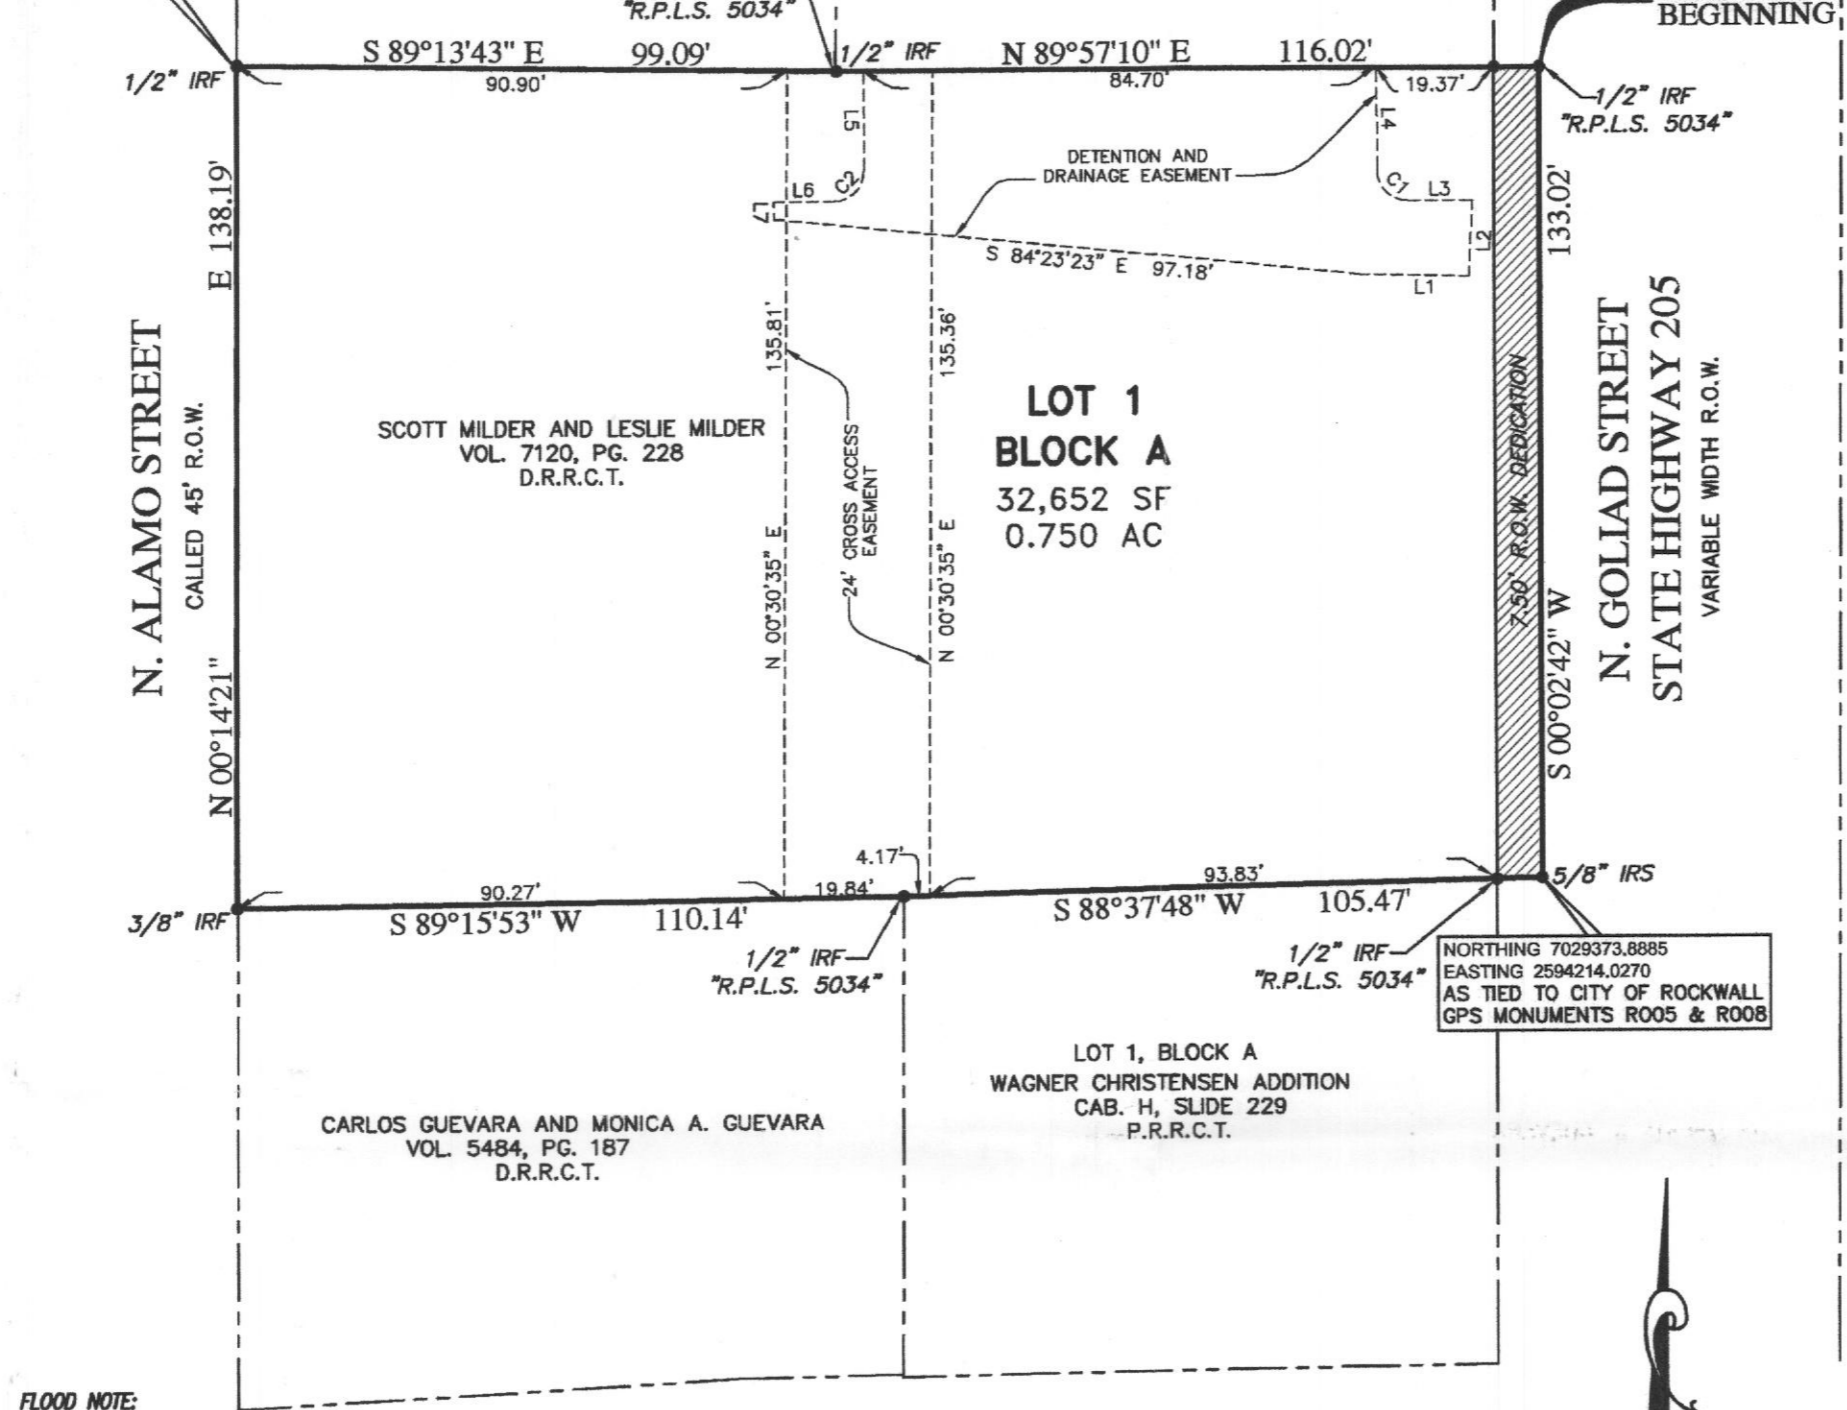 "R.P.L.S. 5034"
BEGINNING
S 89°13'43" E 99.09'
1/2" IRF
N 89°57'10" E 116.02'
1/2" IRF
90.90'
84.70'
19.37'
1/2" IRF
"R.P.L.S. 5034"
L5
L4
DETENTION AND
DRAINAGE EASEMENT
L6
C2
C1
L3
L7
L2
S 84°23'23" E 97.18'
L1
N 00°14'21" E 138.19'
133.02'
S 00°02'42" W
135.81'
N 00°30'35" E
135.36'
N 00°30'35" E
24' CROSS ACCESS
EASEMENT
N. ALAMO STREET
CALLED 45' R.O.W.
SCOTT MILDER AND LESLIE MILDER
VOL. 7120, PG. 228
D.R.R.C.T.
LOT 1
BLOCK A
32,652 SF
0.750 AC
7.50' R.O.W. DEDICATION
N. GOLIAD STREET
STATE HIGHWAY 205
VARIABLE WIDTH R.O.W.
4.17'
90.27'
19.84'
93.83'
5/8" IRS
3/8" IRF
S 89°15'53" W 110.14'
S 88°37'48" W 105.47'
1/2" IRF
"R.P.L.S. 5034"
1/2" IRF
"R.P.L.S. 5034"
NORTHING 7029373.8885
EASTING 2594214.0270
AS TIED TO CITY OF ROCKWALL
GPS MONUMENTS R005 & R008
LOT 1, BLOCK A
WAGNER CHRISTENSEN ADDITION
CAB. H, SLIDE 229
P.R.R.C.T.
CARLOS GUEVARA AND MONICA A. GUEVARA
VOL. 5484, PG. 187
D.R.R.C.T.
FLOOD NOTE: